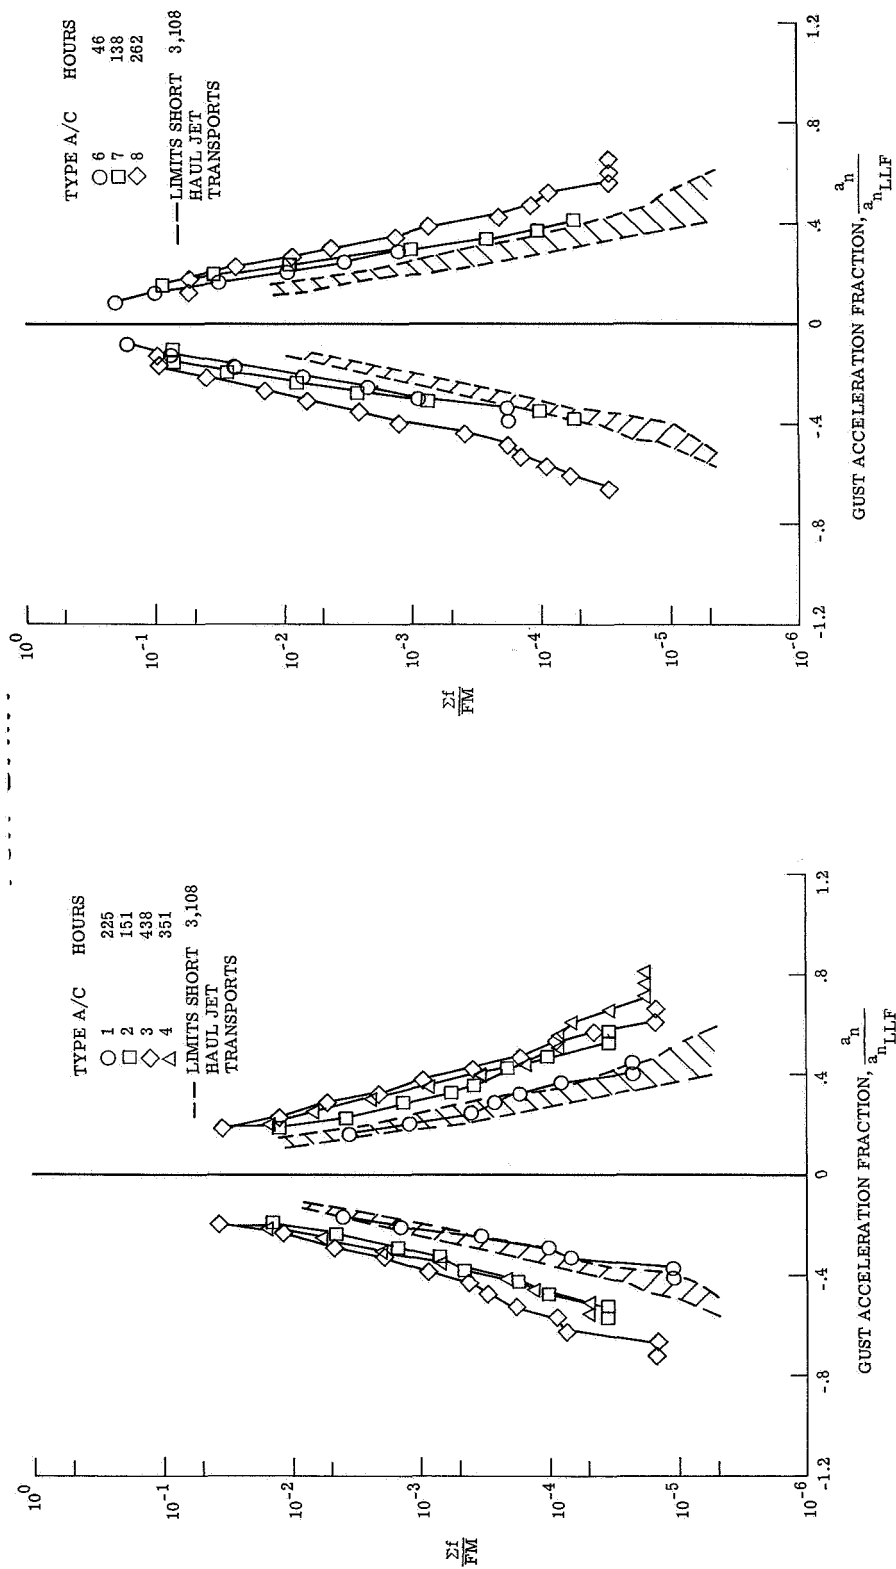 TYPE A/C HOURS
1 225
2 151
3 438
4 351
LIMITS SHORT 3,108
HAUL JET
TRANSPORTS
10^0
10^-1
10^-2
10^-3
10^-4
10^-5
10^-6
Σf
FM
-1.2 -.8 -.4 0 .4 .8 1.2
GUST ACCELERATION FRACTION, a_n
a_nLLF
TYPE A/C HOURS
6 46
7 138
8 262
LIMITS SHORT 3,108
HAUL JET
TRANSPORTS
10^0
10^-1
10^-2
10^-3
10^-4
10^-5
10^-6
Σf
FM
-1.2 -.8 -.4 0 .4 .8 1.2
GUST ACCELERATION FRACTION, a_n
a_nLLF